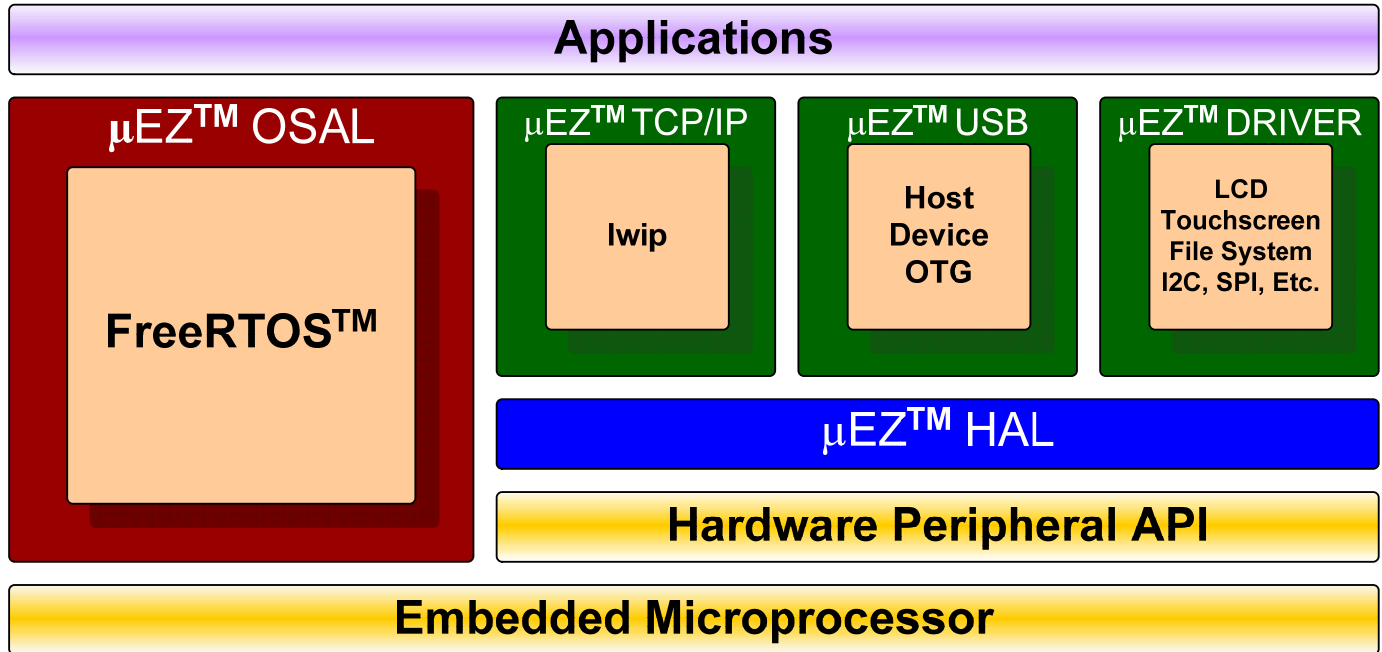 Applications
µEZ™ OSAL
FreeRTOS™
µEZ™ TCP/IP
lwip
µEZ™ USB
Host
Device
OTG
µEZ™ DRIVER
LCD
Touchscreen
File System
I2C, SPI, Etc.
µEZ™ HAL
Hardware Peripheral API
Embedded Microprocessor